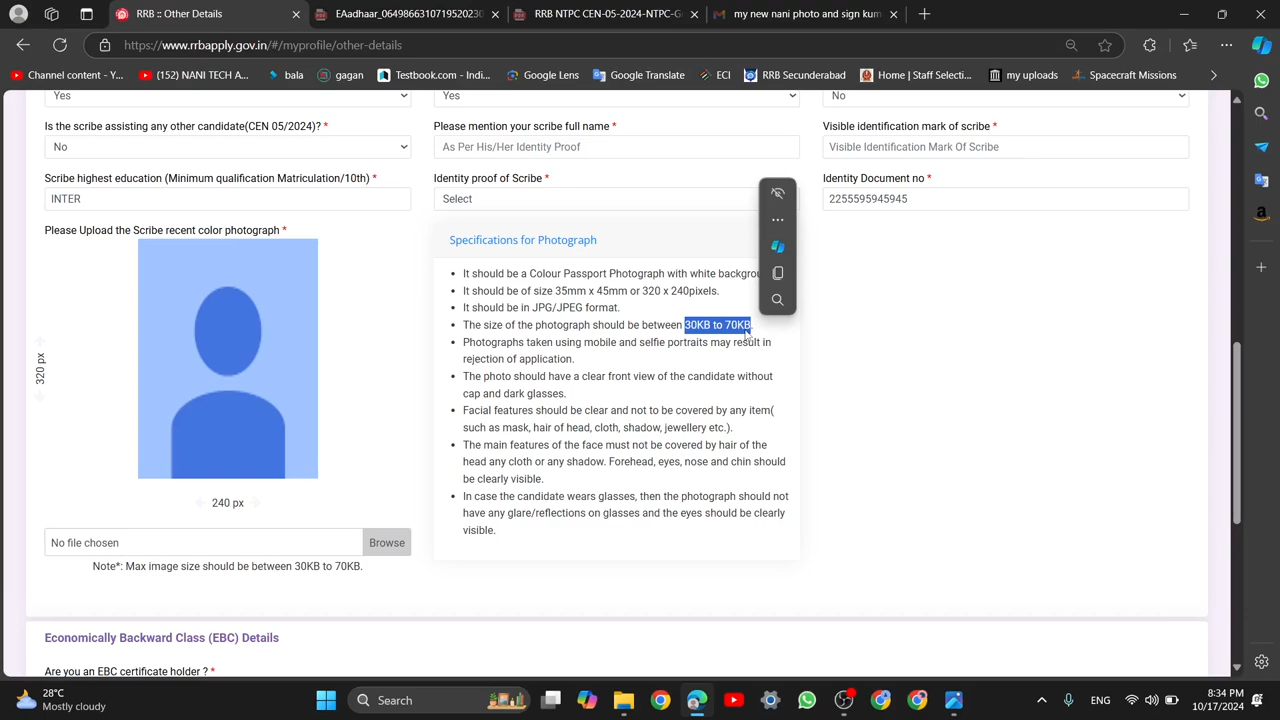 RRB :: Other Details
EAadhaar_0649866310719520230
RRB NTPC CEN-05-2024-NTPC-Gr
my new nani photo and sign kum
https://www.rrbapply.gov.in/#/myprofile/other-details
Channel content - Y...
(152) NANI TECH A...
bala
gagan
Testbook.com - Indi...
Google Lens
Google Translate
ECI
RRB Secunderabad
Home | Staff Selecti...
my uploads
Spacecraft Missions
Yes
Yes
No
Is the scribe assisting any other candidate(CEN 05/2024)? *
Please mention your scribe full name *
Visible identification mark of scribe *
No
As Per His/Her Identity Proof
Visible Identification Mark Of Scribe
Scribe highest education (Minimum qualification Matriculation/10th) *
Identity proof of Scribe *
Identity Document no *
INTER
Select
2255595945945
Please Upload the Scribe recent color photograph *
Specifications for Photograph
It should be a Colour Passport Photograph with white backgrou
It should be of size 35mm x 45mm or 320 x 240pixels.
It should be in JPG/JPEG format.
The size of the photograph should be between 30KB to 70KB.
Photographs taken using mobile and selfie portraits may result in
rejection of application.
The photo should have a clear front view of the candidate without
cap and dark glasses.
Facial features should be clear and not to be covered by any item(
such as mask, hair of head, cloth, shadow, jewellery etc.).
The main features of the face must not be covered by hair of the
head any cloth or any shadow. Forehead, eyes, nose and chin should
be clearly visible.
In case the candidate wears glasses, then the photograph should not
have any glare/reflections on glasses and the eyes should be clearly
visible.
320 px
240 px
No file chosen
Browse
Note*: Max image size should be between 30KB to 70KB.
Economically Backward Class (EBC) Details
Are you an EBC certificate holder ? *
28°C
Mostly cloudy
Search
ENG
8:34 PM
10/17/2024